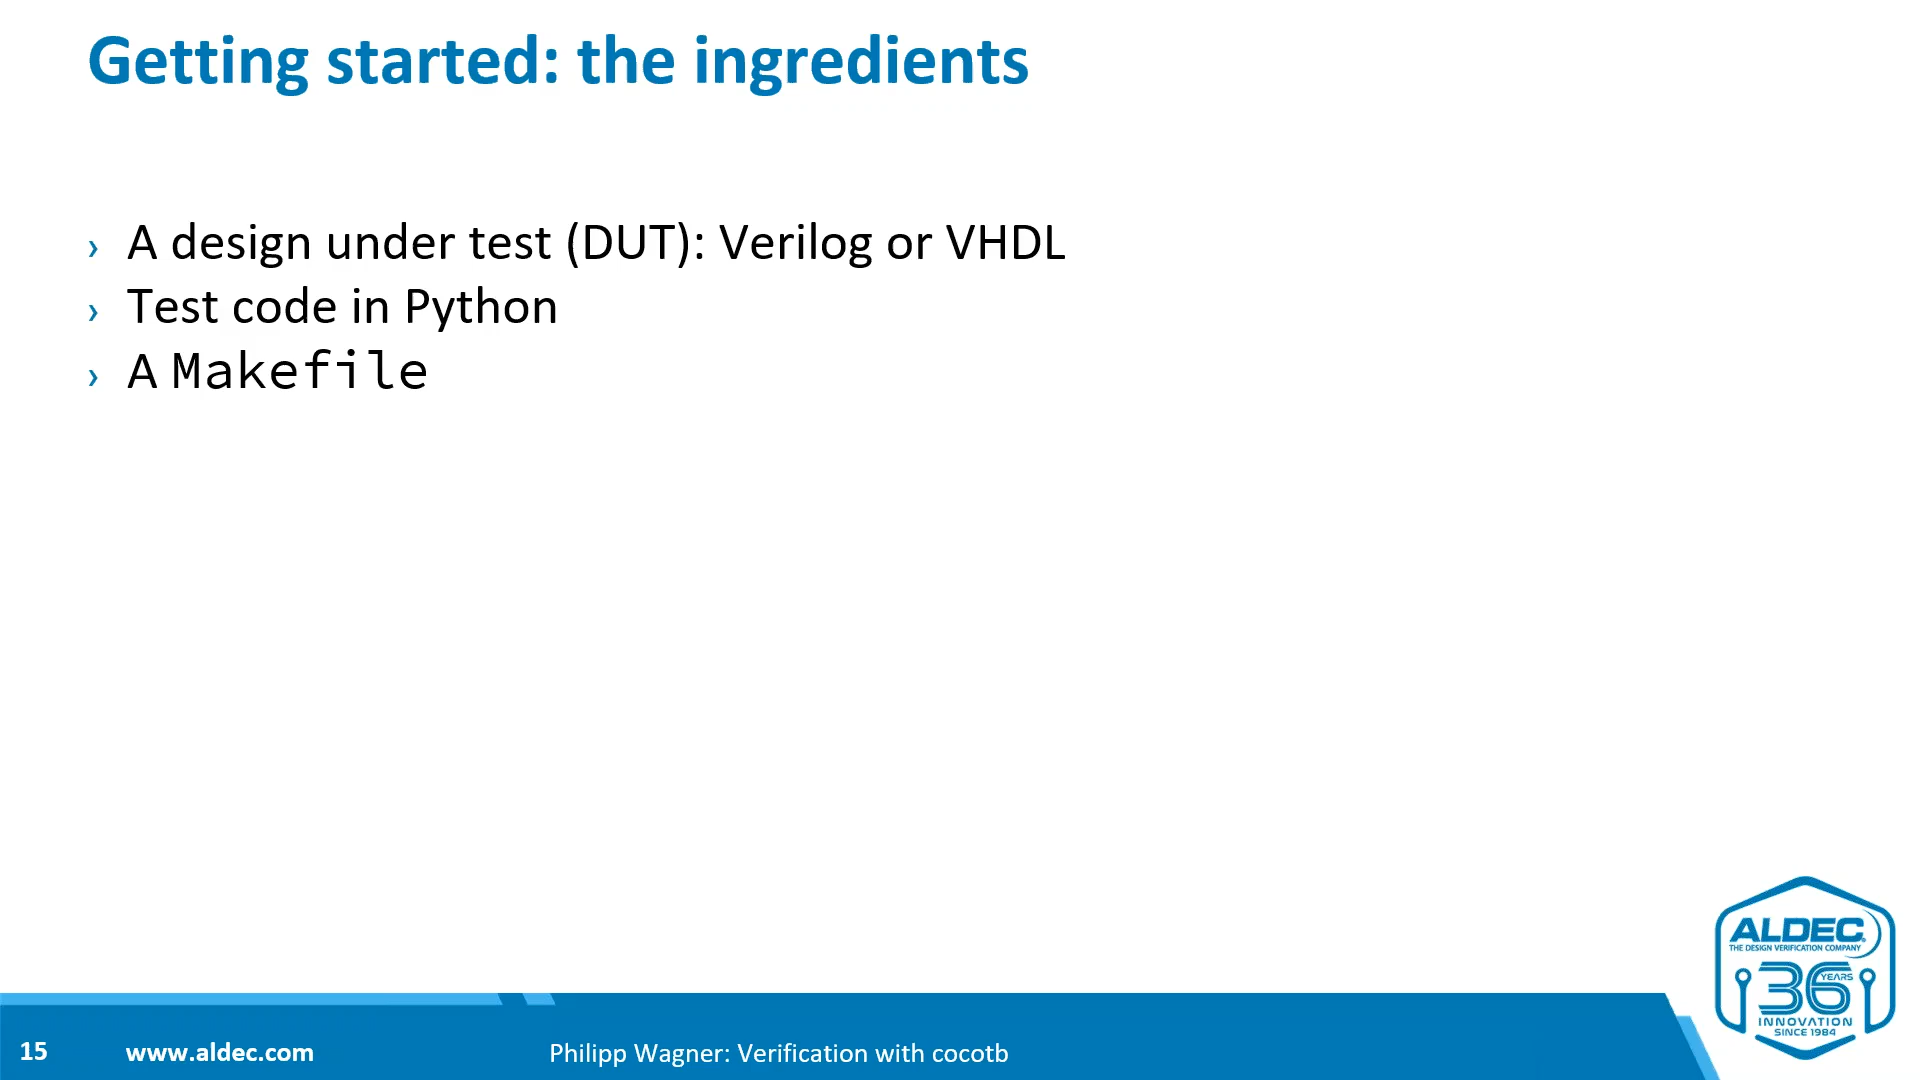 Getting started: the ingredients
› A design under test (DUT): Verilog or VHDL
› Test code in Python
› A Makefile
ALDEC
THE DESIGN VERIFICATION COMPANY
36 YEARS
INNOVATION
SINCE 1984
15 www.aldec.com Philipp Wagner: Verification with cocotb